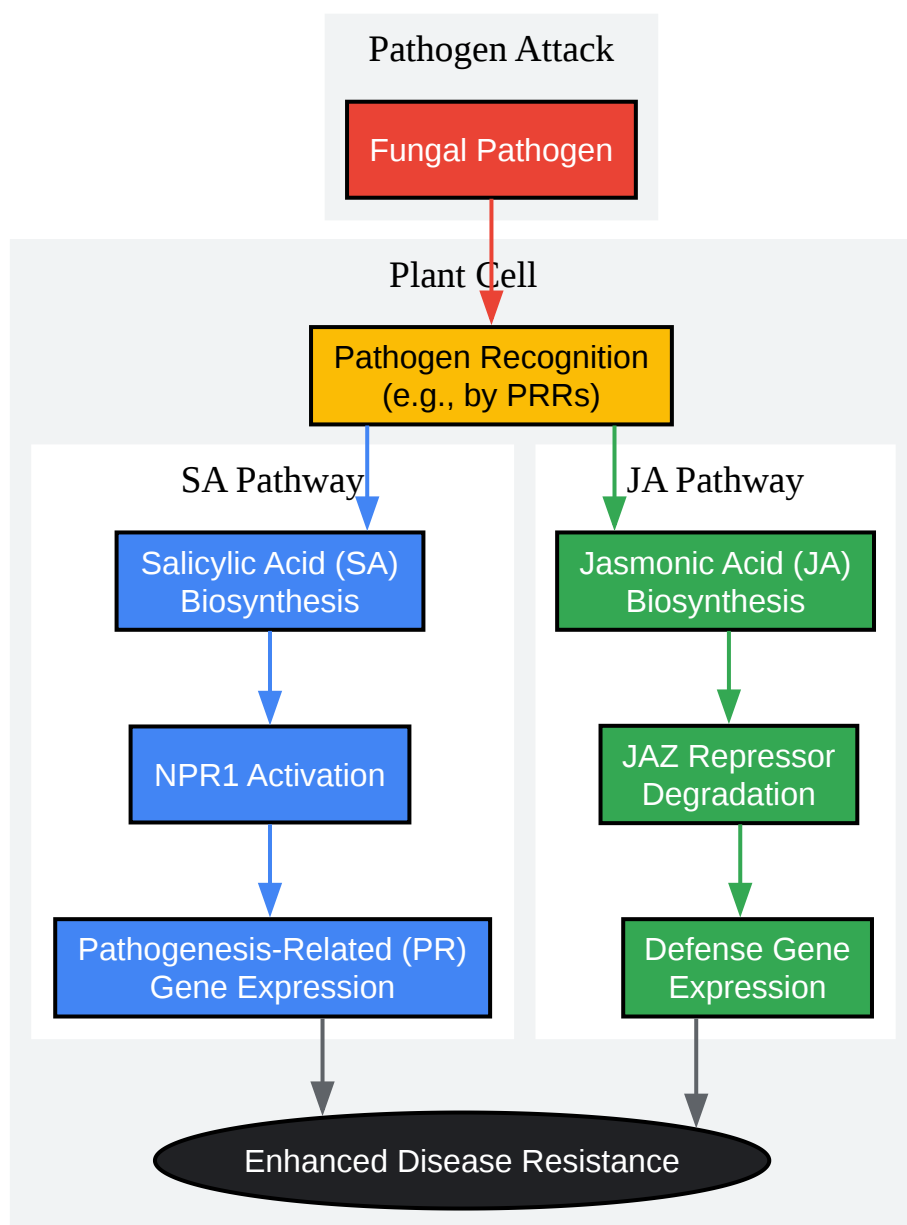 Pathogen Attack
Fungal Pathogen
Plant Cell
Pathogen Recognition
(e.g., by PRRs)
SA Pathway
Salicylic Acid (SA)
Biosynthesis
NPR1 Activation
Pathogenesis-Related (PR)
Gene Expression
JA Pathway
Jasmonic Acid (JA)
Biosynthesis
JAZ Repressor
Degradation
Defense Gene
Expression
Enhanced Disease Resistance